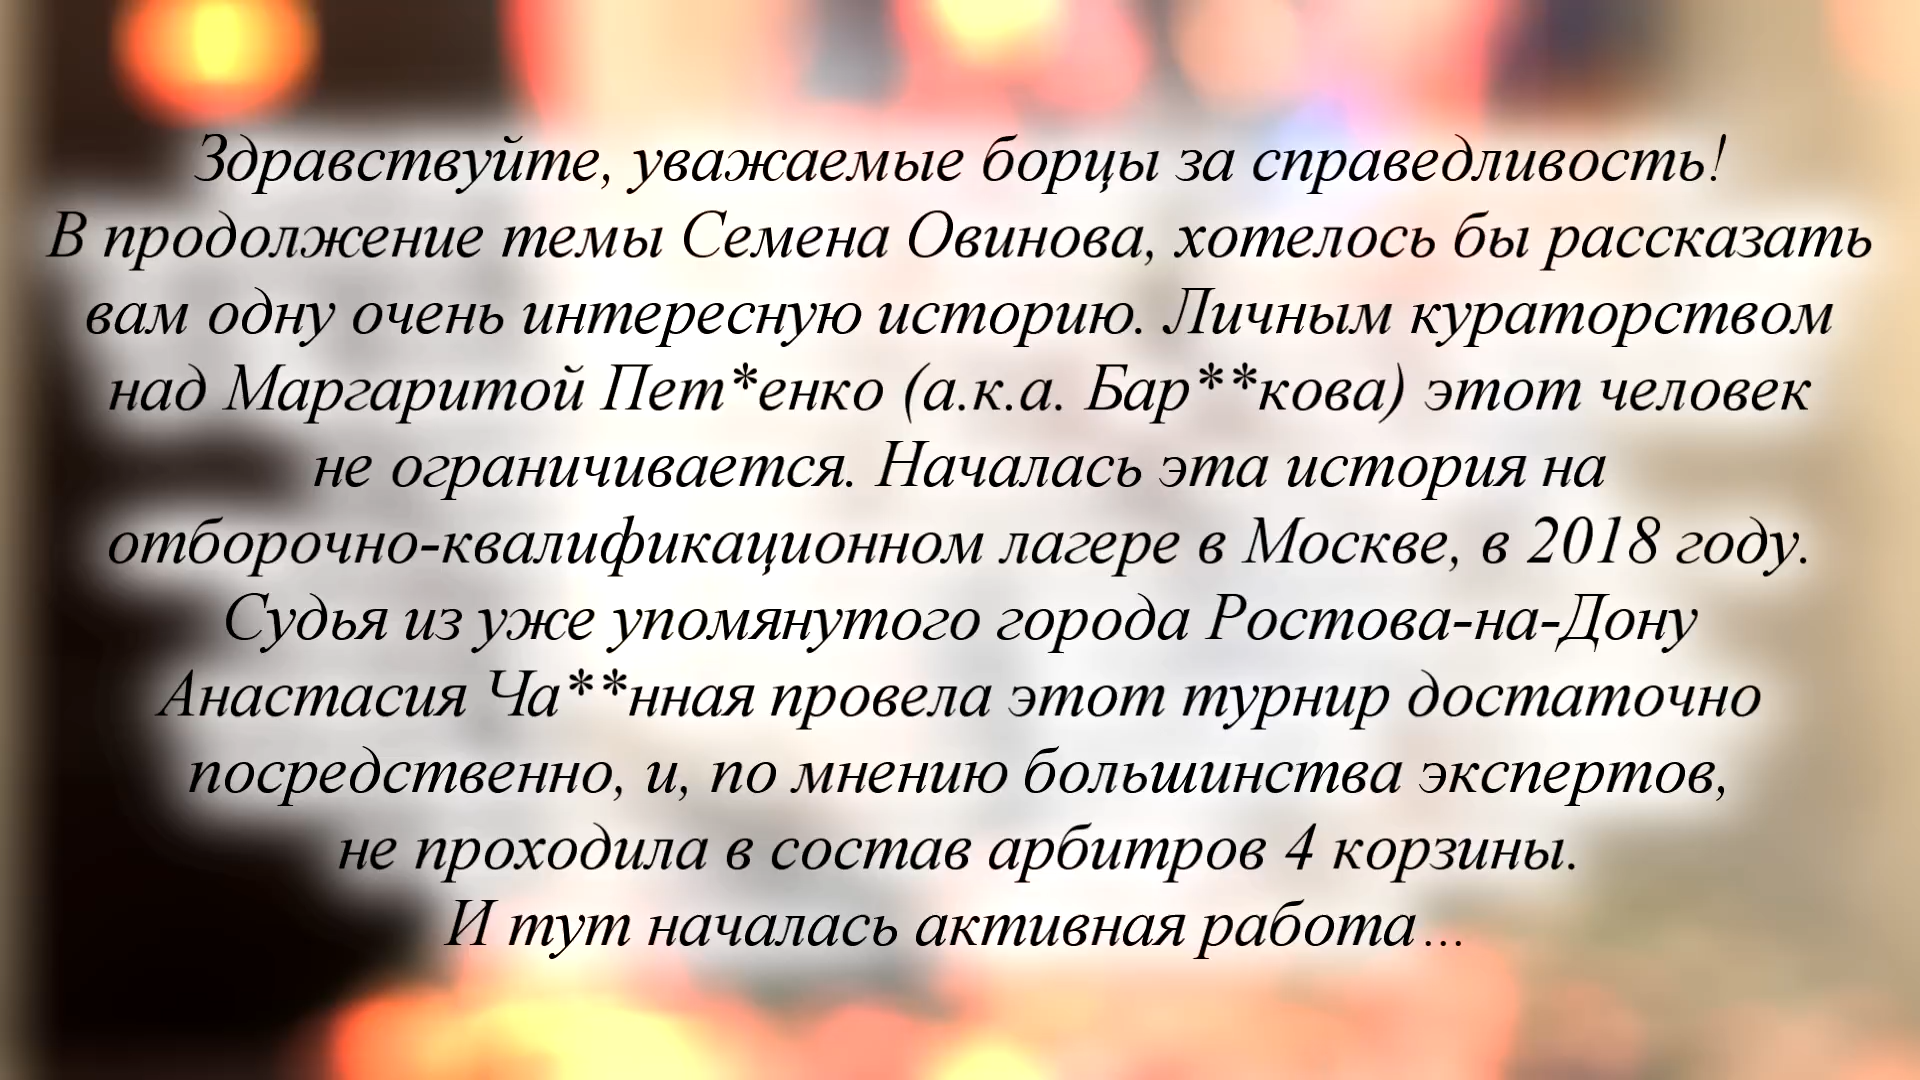 Здравствуйте, уважаемые борцы за справедливость!
В продолжение темы Семена Овинова, хотелось бы рассказать
вам одну очень интересную историю. Личным кураторством
над Маргаритой Пет*енко (а.к.а. Бар**кова) этот человек
не ограничивается. Началась эта история на
отборочно-квалификационном лагере в Москве, в 2018 году.
Судья из уже упомянутого города Ростова-на-Дону
Анастасия Ча**нная провела этот турнир достаточно
посредственно, и, по мнению большинства экспертов,
не проходила в состав арбитров 4 корзины.
И тут началась активная работа...